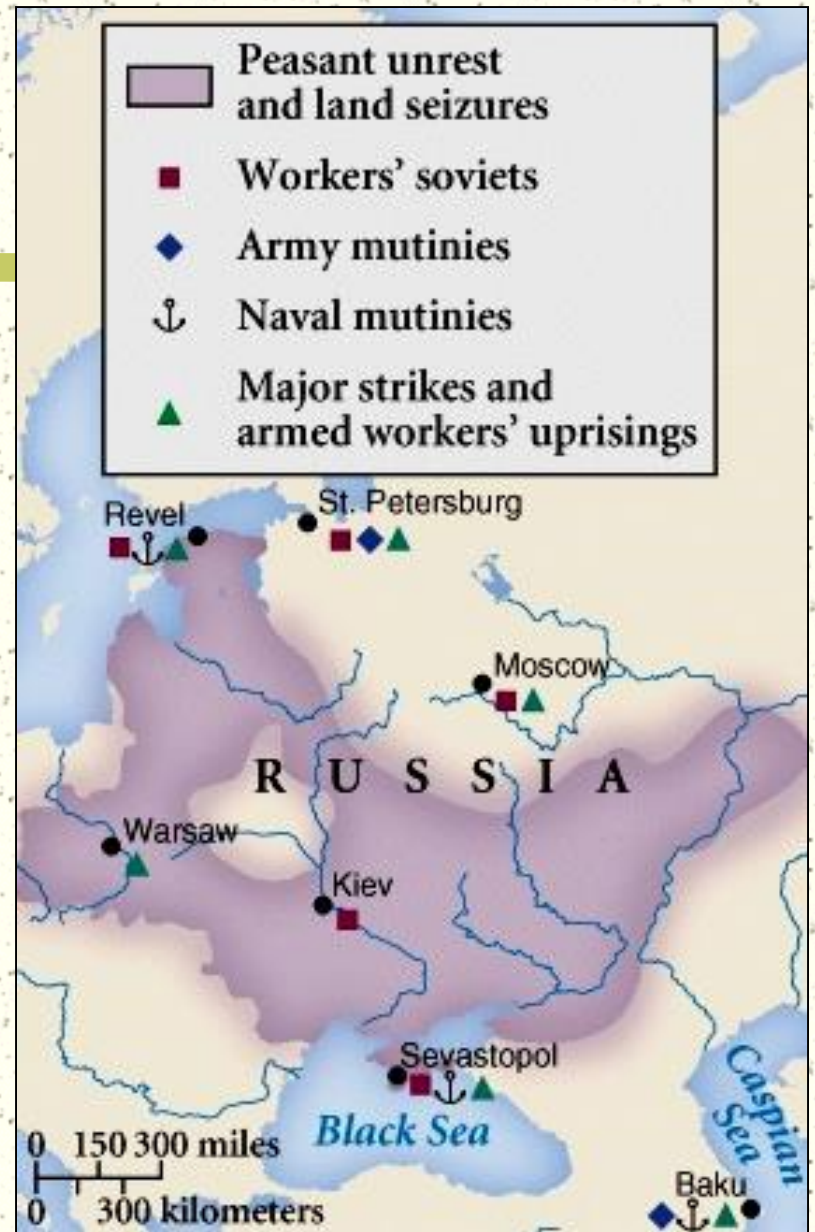 Peasant unrest
and land seizures
Workers’ soviets
Army mutinies
Naval mutinies
Major strikes and
armed workers’ uprisings
Revel
St. Petersburg
Moscow
R U S S I A
Warsaw
Kiev
Sevastopol
Black Sea
Caspian
Sea
Baku
0 150 300 miles
0 300 kilometers